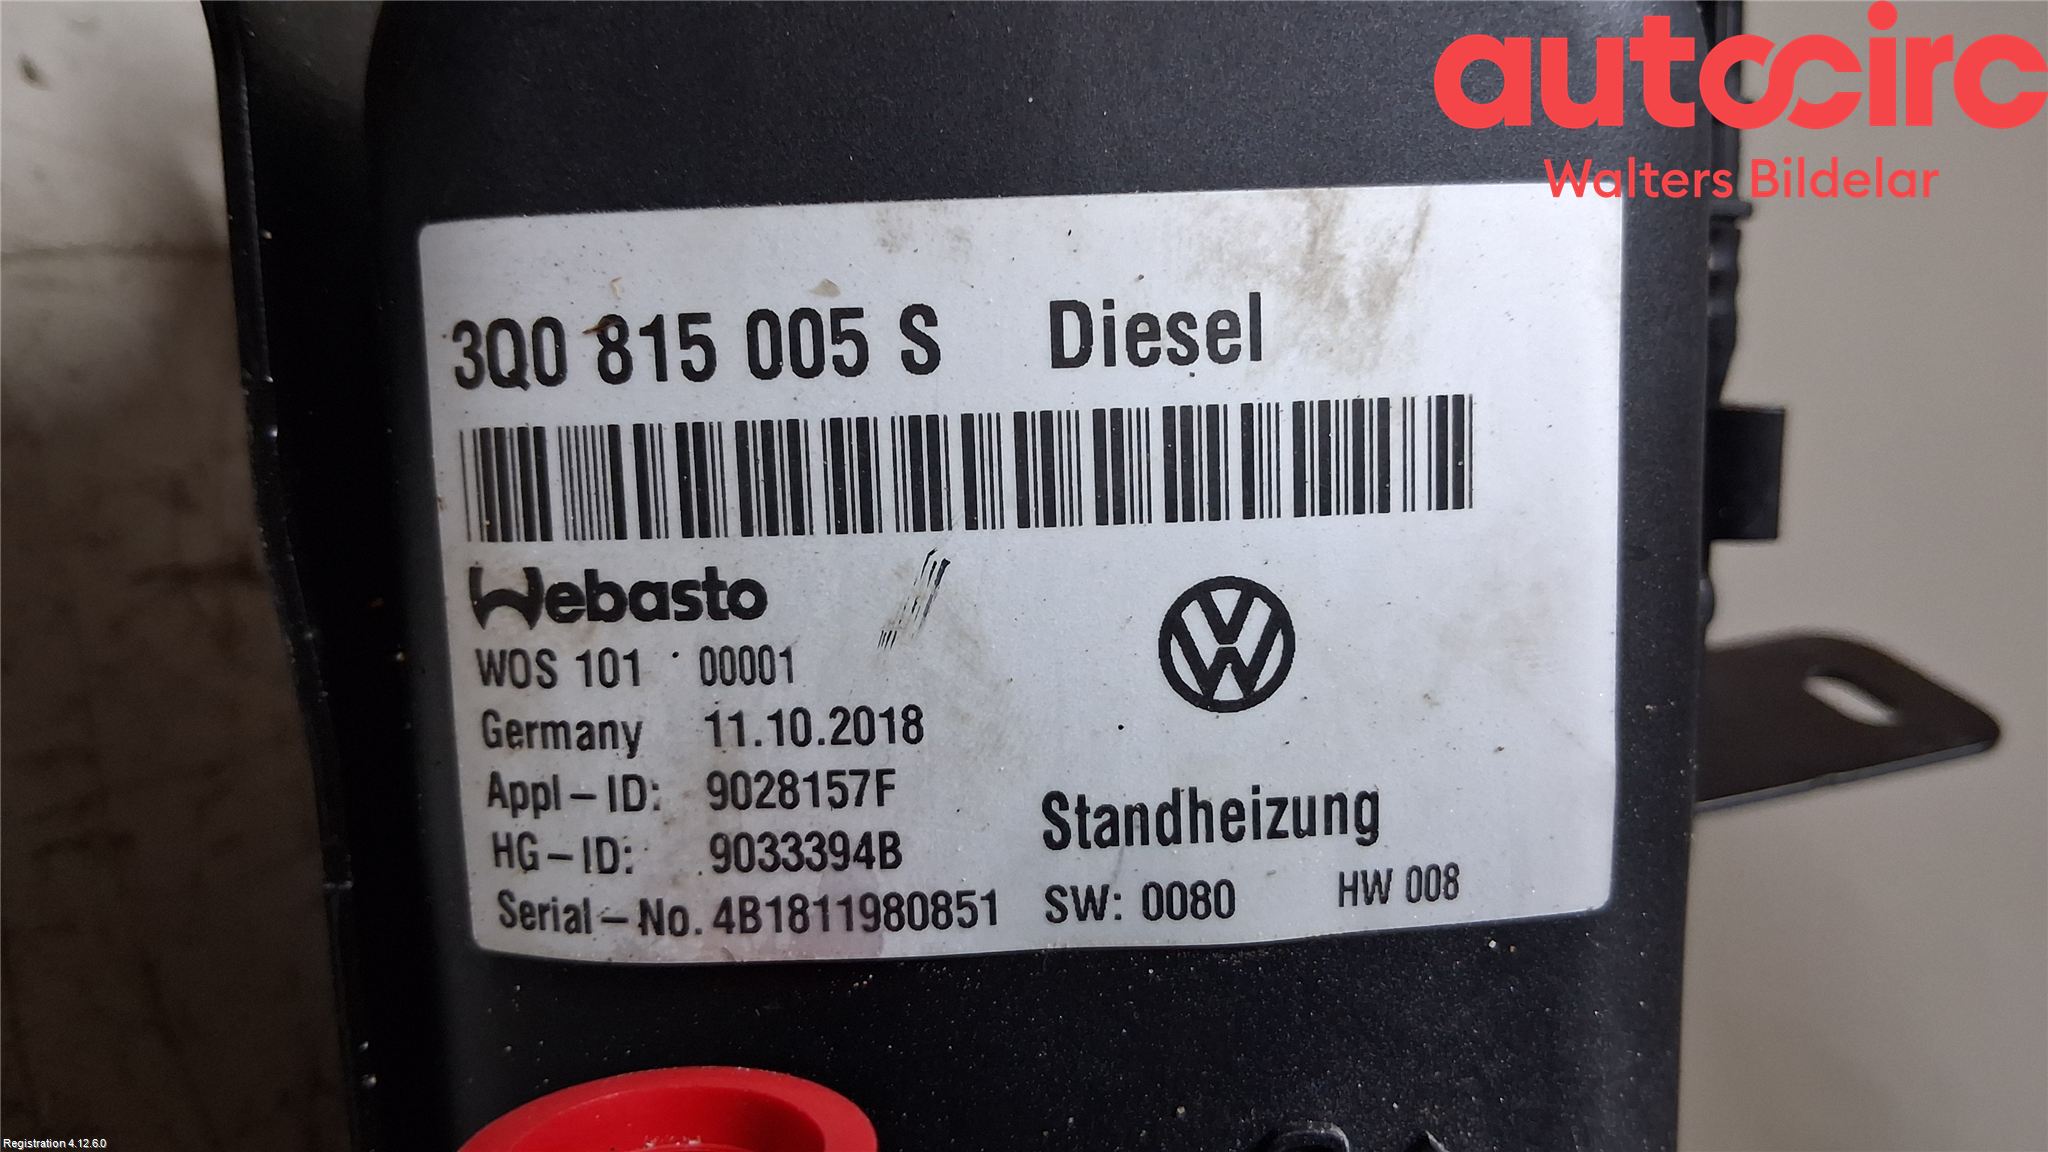 autocirc
Walters Bildelar
3Q0 815 005 S Diesel
Webasto
WOS 101 00001
Germany 11.10.2018
Appl-ID: 9028157F
HG-ID: 9033394B
Standheizung
Serial-No. 4B1811980851 SW: 0080 HW 008
Registration 4.12.6.0